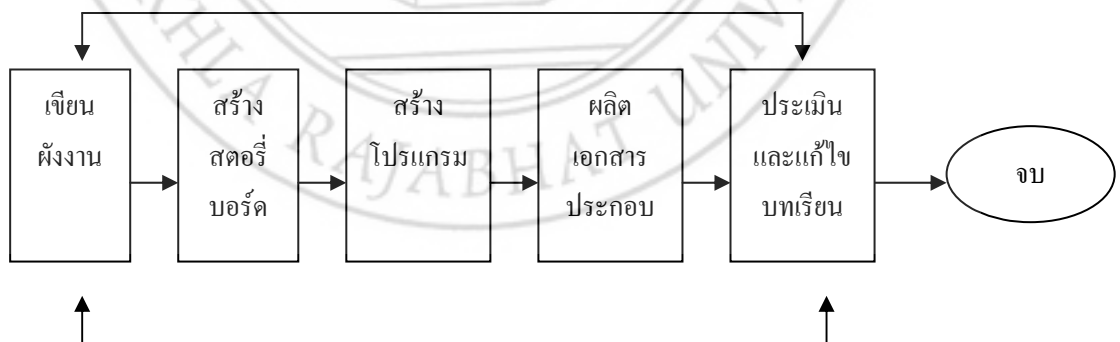 เขียน
ผังงาน
สร้าง
สตอรี่
บอร์ด
สร้าง
โปรแกรม
ผลิต
เอกสาร
ประกอบ
ประเมิน
และแก้ไข
บทเรียน
จบ
RAJABHAT